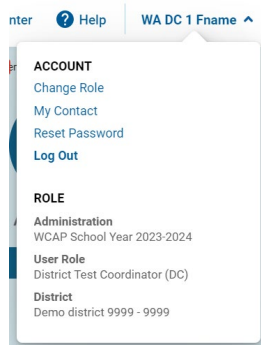 nter ? Help WA DC 1 Fname
er
ACCOUNT
Change Role
My Contact
Reset Password
Log Out
ROLE
Administration
WCAP School Year 2023-2024
User Role
District Test Coordinator (DC)
District
Demo district 9999 - 9999